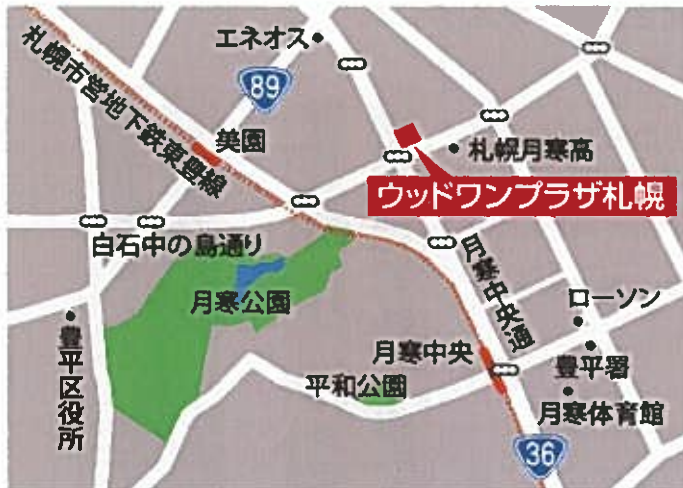 エネオス
札幌市営地下鉄東豊線
89
美園
札幌月寒高
ウッドワンプラザ札幌
白石中の島通り
月寒中央通
月寒公園
ローソン
豊平区役所
月寒中央
豊平署
平和公園
月寒体育館
36